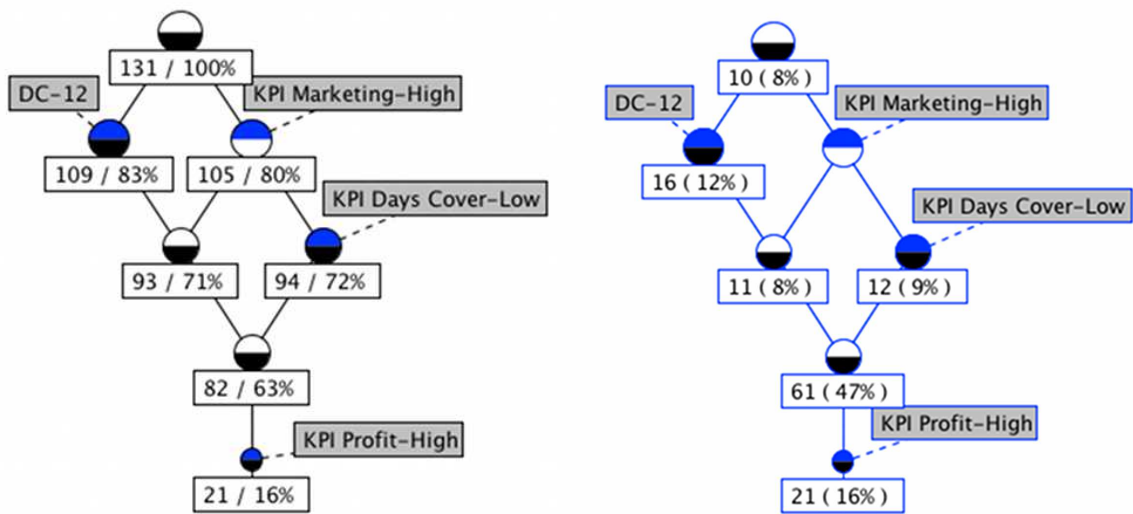 131 / 100%
DC-12
KPI Marketing-High
109 / 83%
105 / 80%
KPI Days Cover-Low
93 / 71%
94 / 72%
82 / 63%
KPI Profit-High
21 / 16%
10 ( 8%)
DC-12
KPI Marketing-High
16 ( 12%)
KPI Days Cover-Low
11 ( 8%)
12 ( 9%)
61 ( 47%)
KPI Profit-High
21 ( 16%)